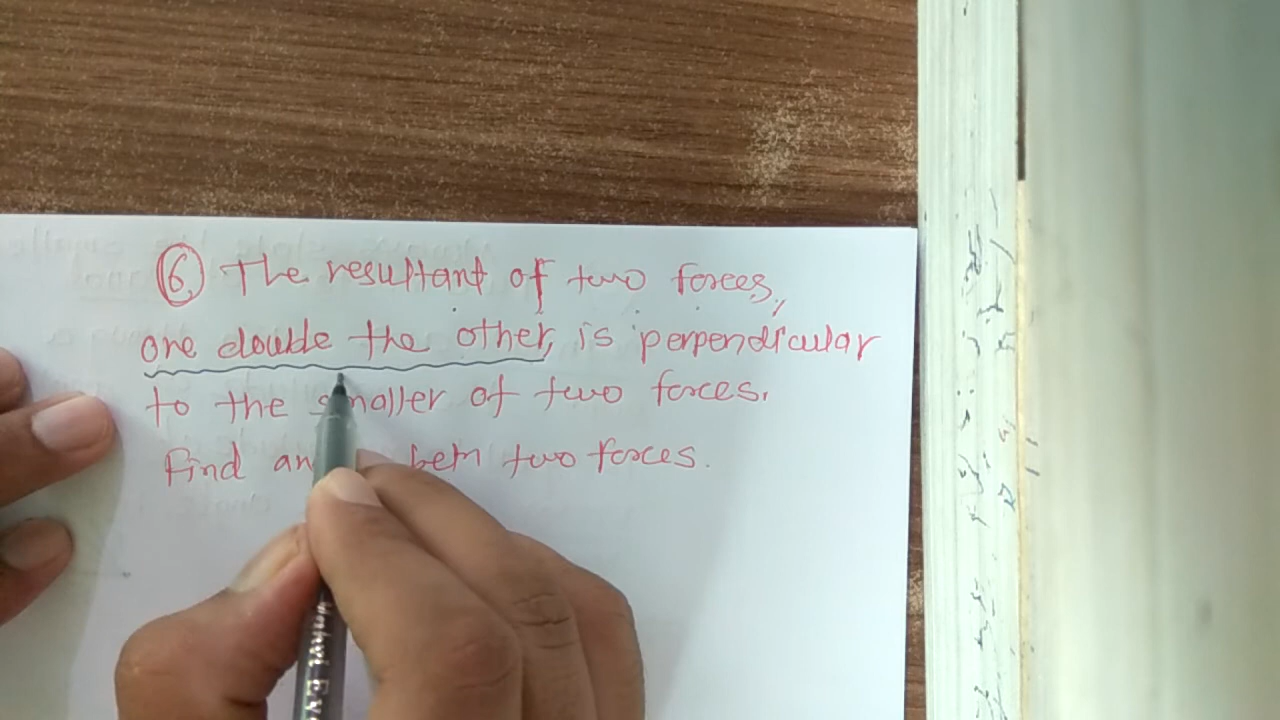 6. The resultant of two forces,
one double the other, is perpendicular
to the smaller of two forces.
Find betn two forces.